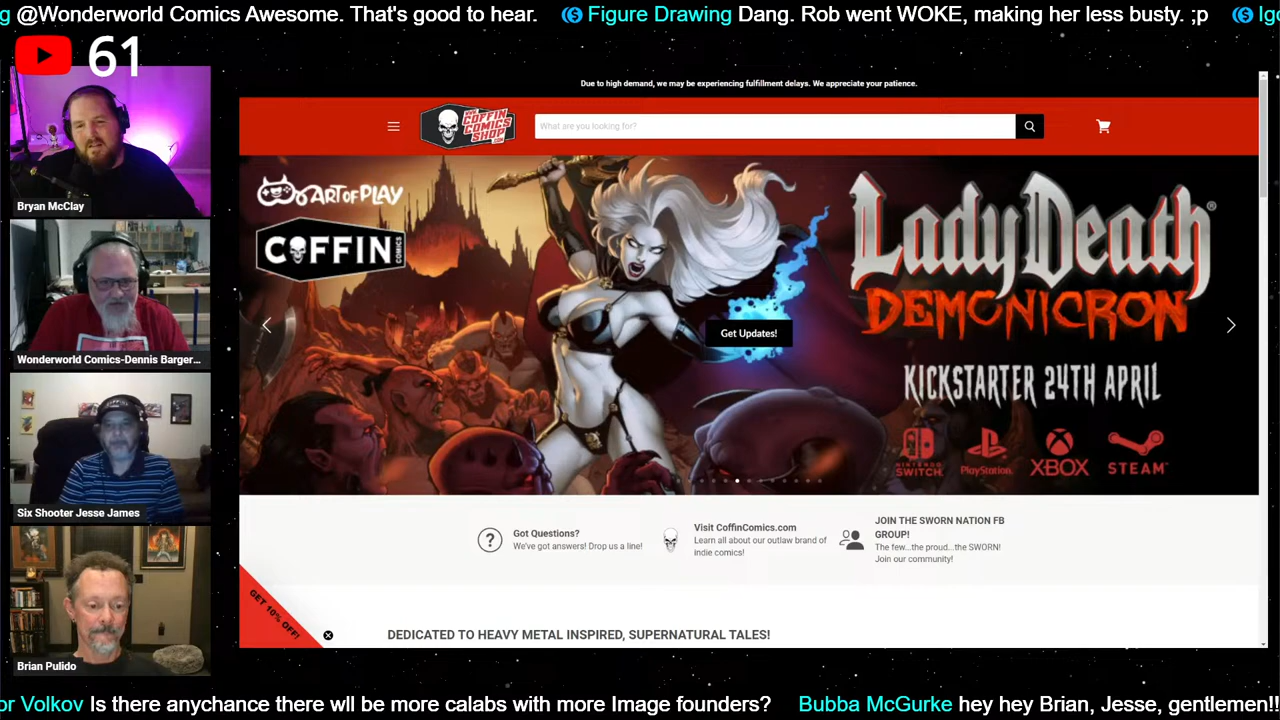 @Wonderworld Comics Awesome. That's good to hear. Figure Drawing Dang. Rob went WOKE, making her less busty. ;p
61
Bryan McClay
Wonderworld Comics-Dennis Barger...
Six Shooter Jesse James
Brian Pulido
Due to high demand, we may be experiencing fulfillment delays. We appreciate your patience.
COFFIN
COMICS
SHOP
What are you looking for?
ART OF PLAY
COFFIN
COMICS
LadyDeath®
DEMONICRON
Get Updates!
KICKSTARTER 24TH APRIL
NINTENDO
SWITCH
PlayStation.
XBOX
STEAM™
Got Questions?
We've got answers! Drop us a line!
Visit CoffinComics.com
Learn all about our outlaw brand of
indie comics!
JOIN THE SWORN NATION FB
GROUP!
The few...the proud...the SWORN!
Join our community!
GET 10% OFF!
DEDICATED TO HEAVY METAL INSPIRED, SUPERNATURAL TALES!
or Volkov Is there anychance there wll be more calabs with more Image founders? Bubba McGurke hey hey Brian, Jesse, gentlemen!!